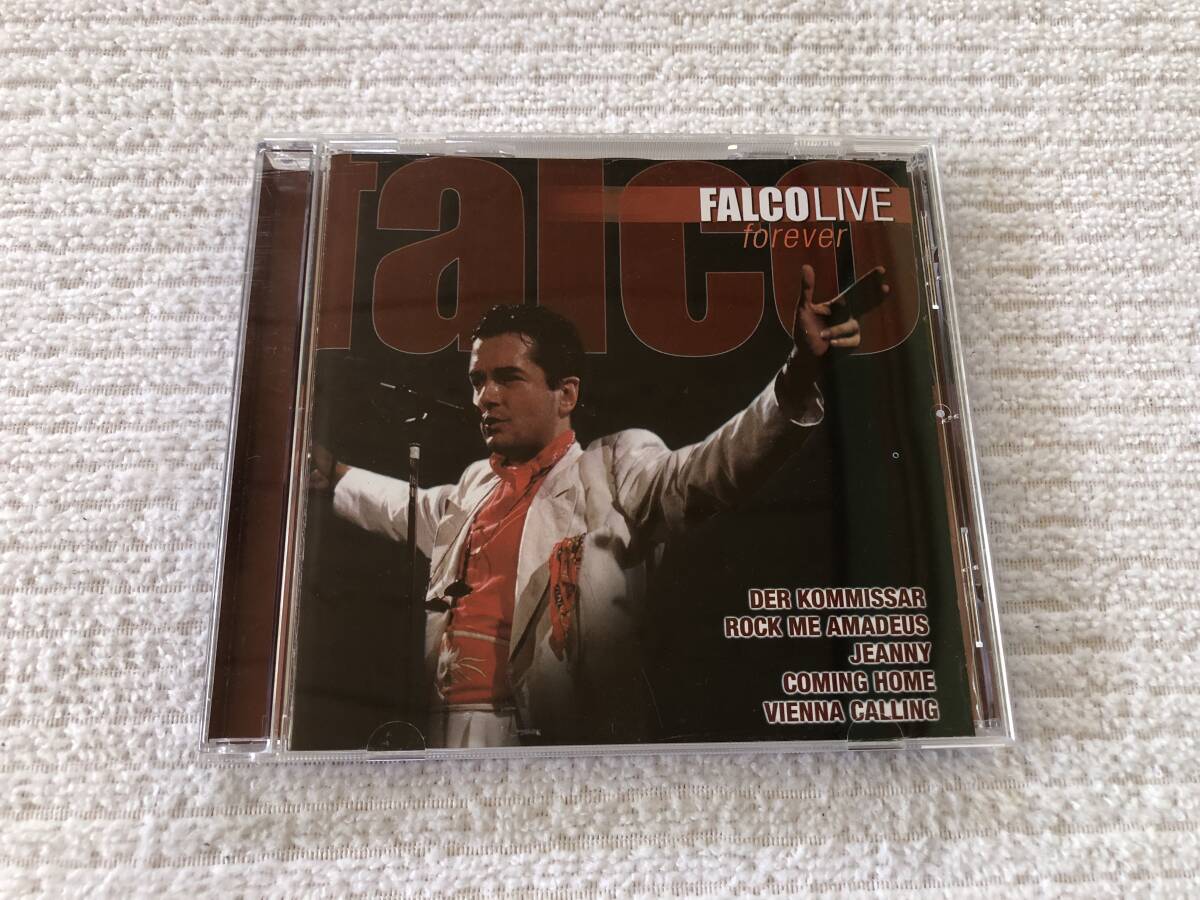 falco
FALCOLIVE
forever
DER KOMMISSAR
ROCK ME AMADEUS
JEANNY
COMING HOME
VIENNA CALLING